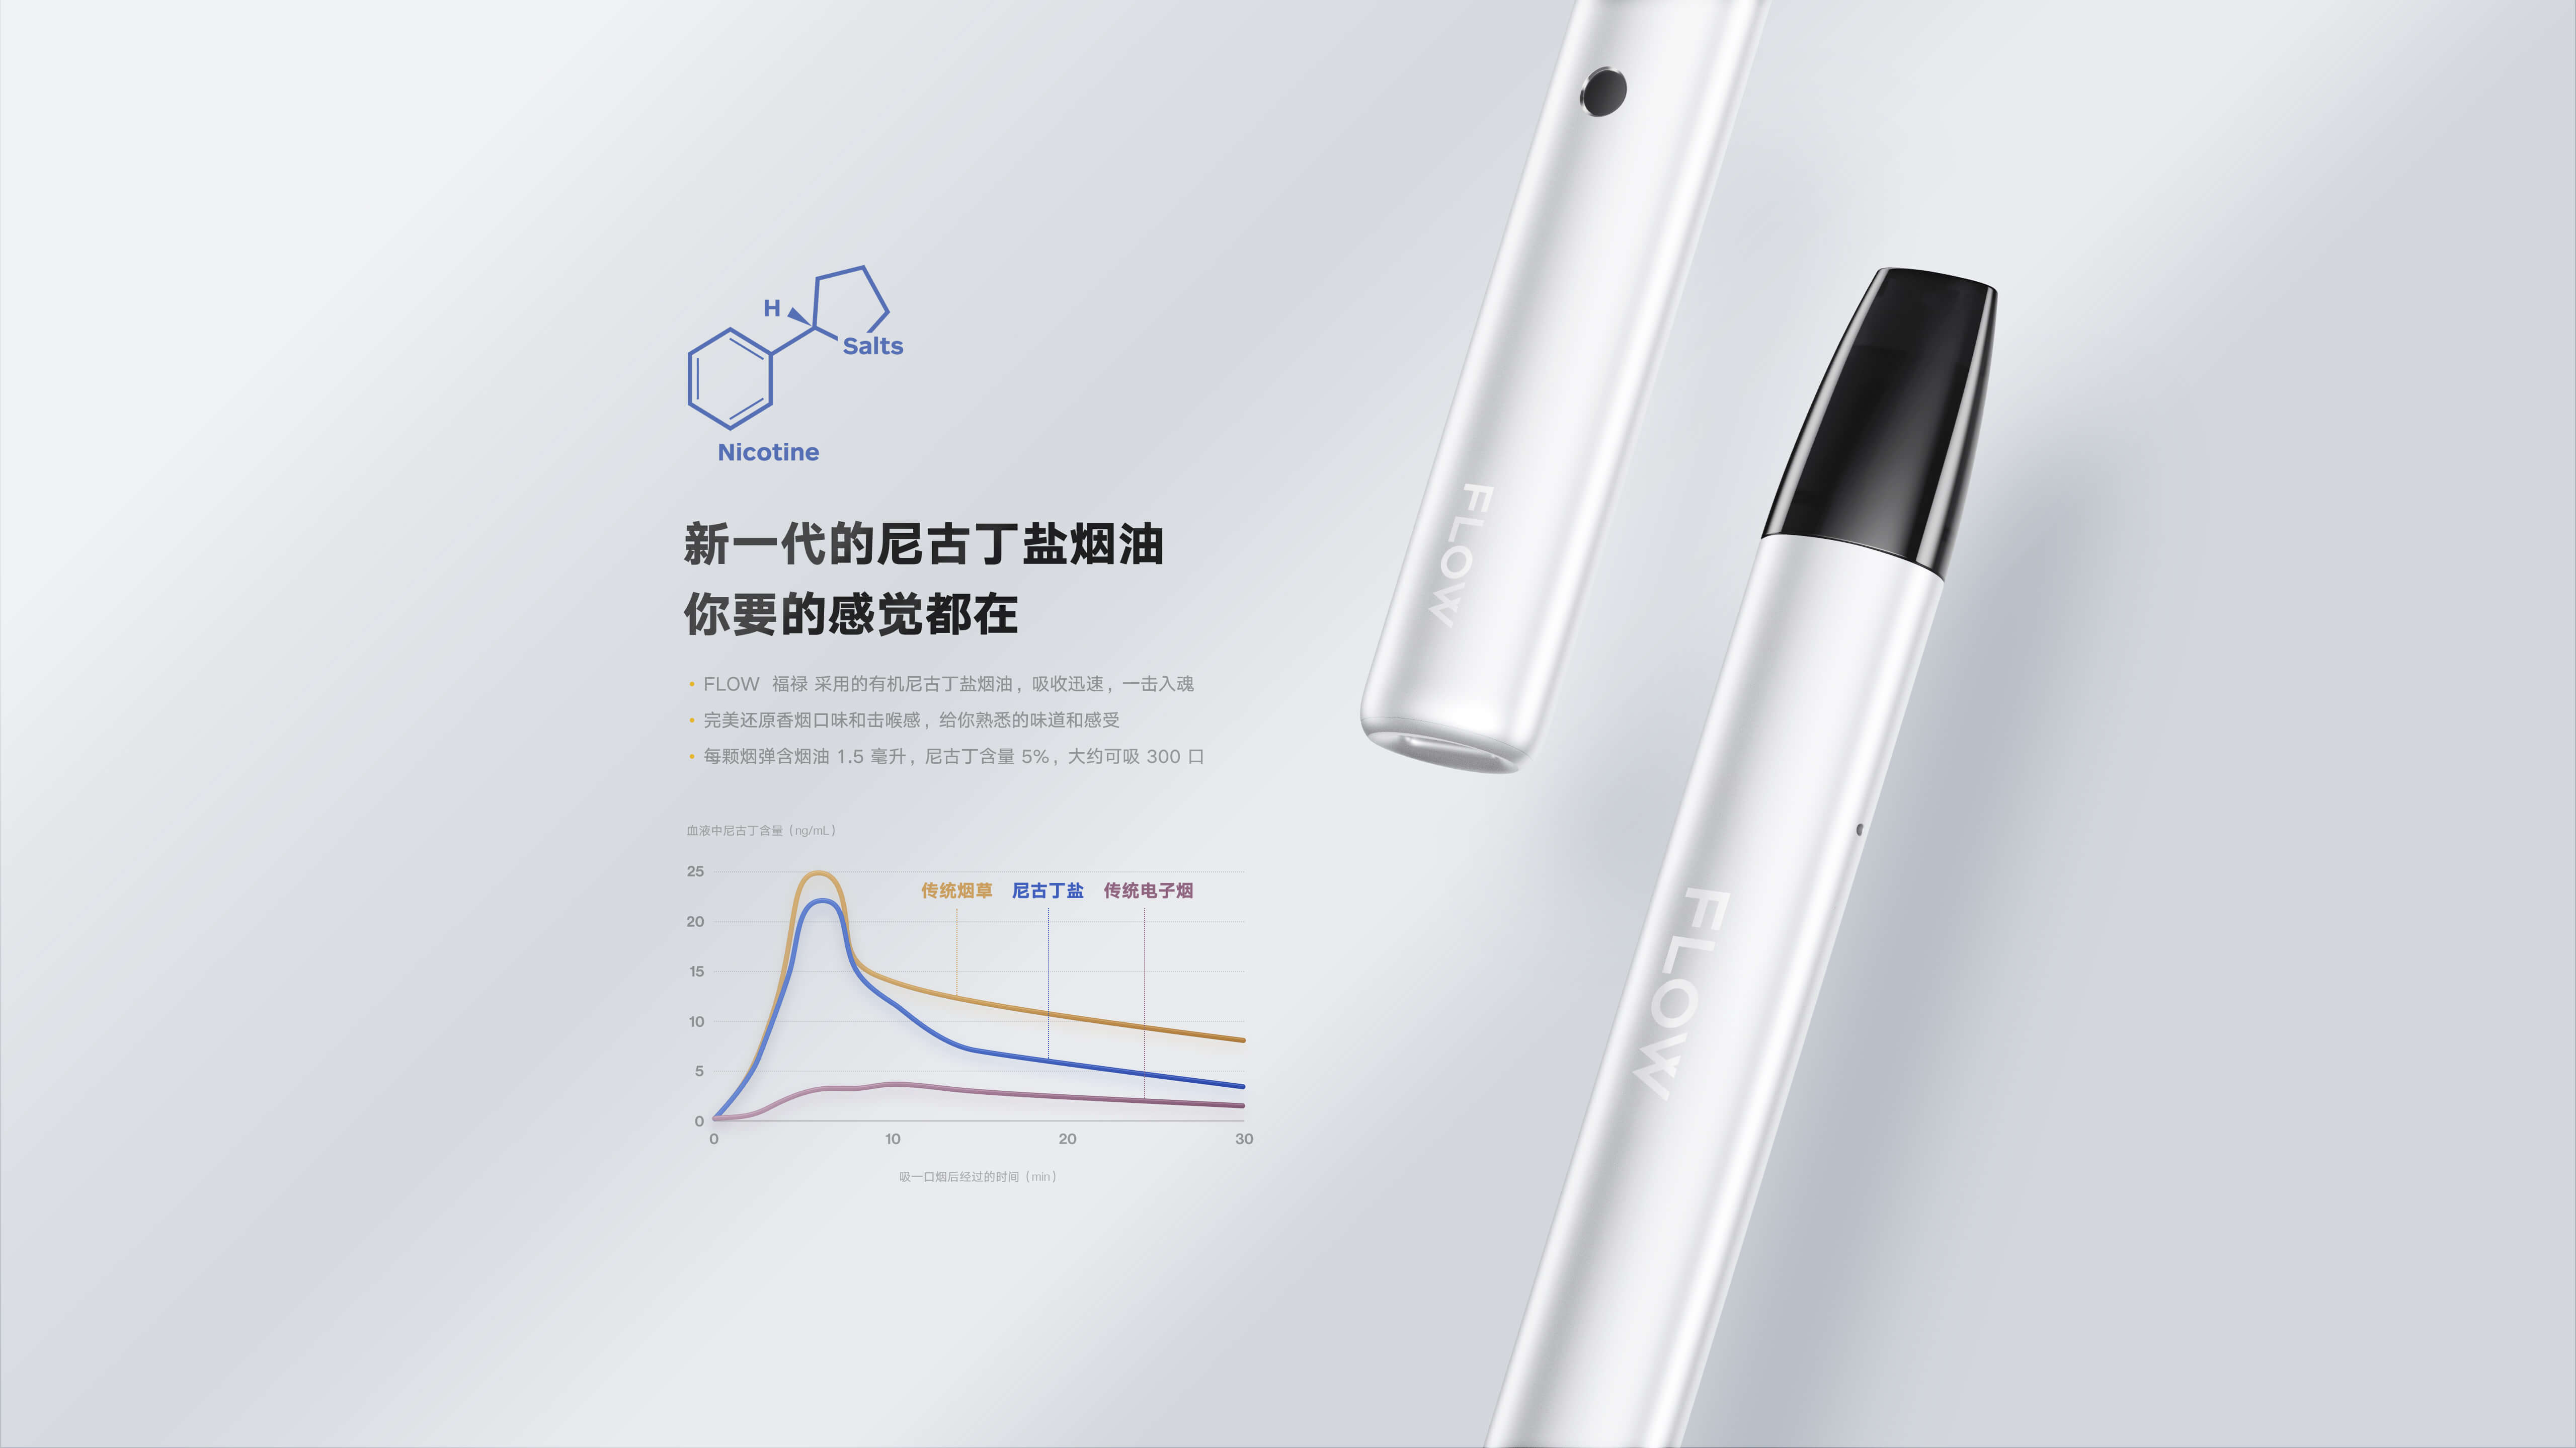 H
Salts
Nicotine
新一代的尼古丁盐烟油
你要的感觉都在
• FLOW 福禄 采用的有机尼古丁盐烟油，吸收迅速，一击入魂
• 完美还原香烟口味和击喉感，给你熟悉的味道和感受
• 每颗烟弹含烟油 1.5 毫升，尼古丁含量 5%，大约可吸 300 口
血液中尼古丁含量（ng/mL）
25
传统烟草 尼古丁盐 传统电子烟
20
15
10
5
0
0 10 20 30
吸一口烟后经过的时间（min）
FLOW
FLOW